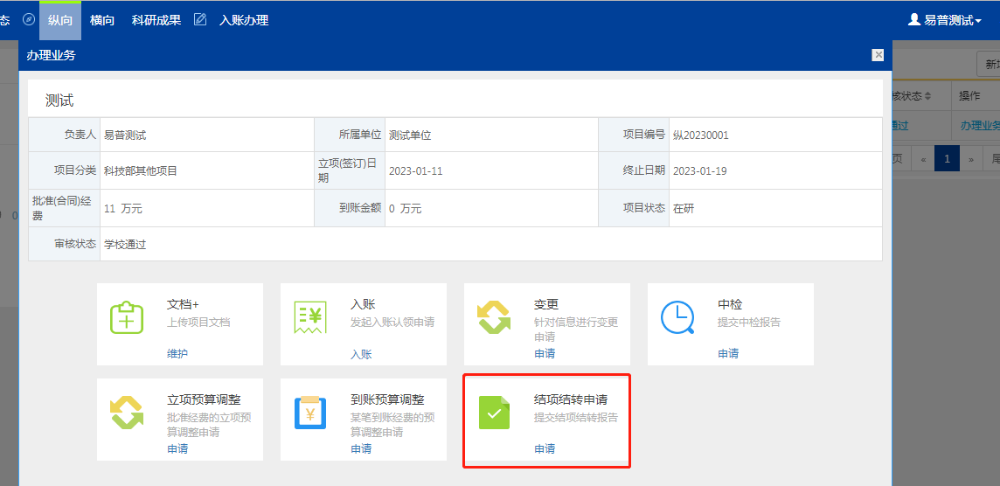 态 纵向 横向 科研成果 入账办理 易普测试
办理业务
测试
负责人 易普测试 所属单位 测试单位 项目编号 纵20230001
项目分类 科技部其他项目 立项(签订)日期 2023-01-11 终止日期 2023-01-19
批准(合同)经费 11 万元 到账金额 0 万元 项目状态 在研
审核状态 学校通过
文档+
上传项目文档
维护
入账
发起入账认领申请
入账
变更
针对信息进行变更
申请
申请
中检
提交中检报告
申请
立项预算调整
批准经费的立项预
算调整申请
申请
到账预算调整
某笔到账经费的预
算调整申请
申请
结项结转申请
提交结项结转报告
申请
核状态 操作
通过 办理业务
页 « 1 » 尾
0